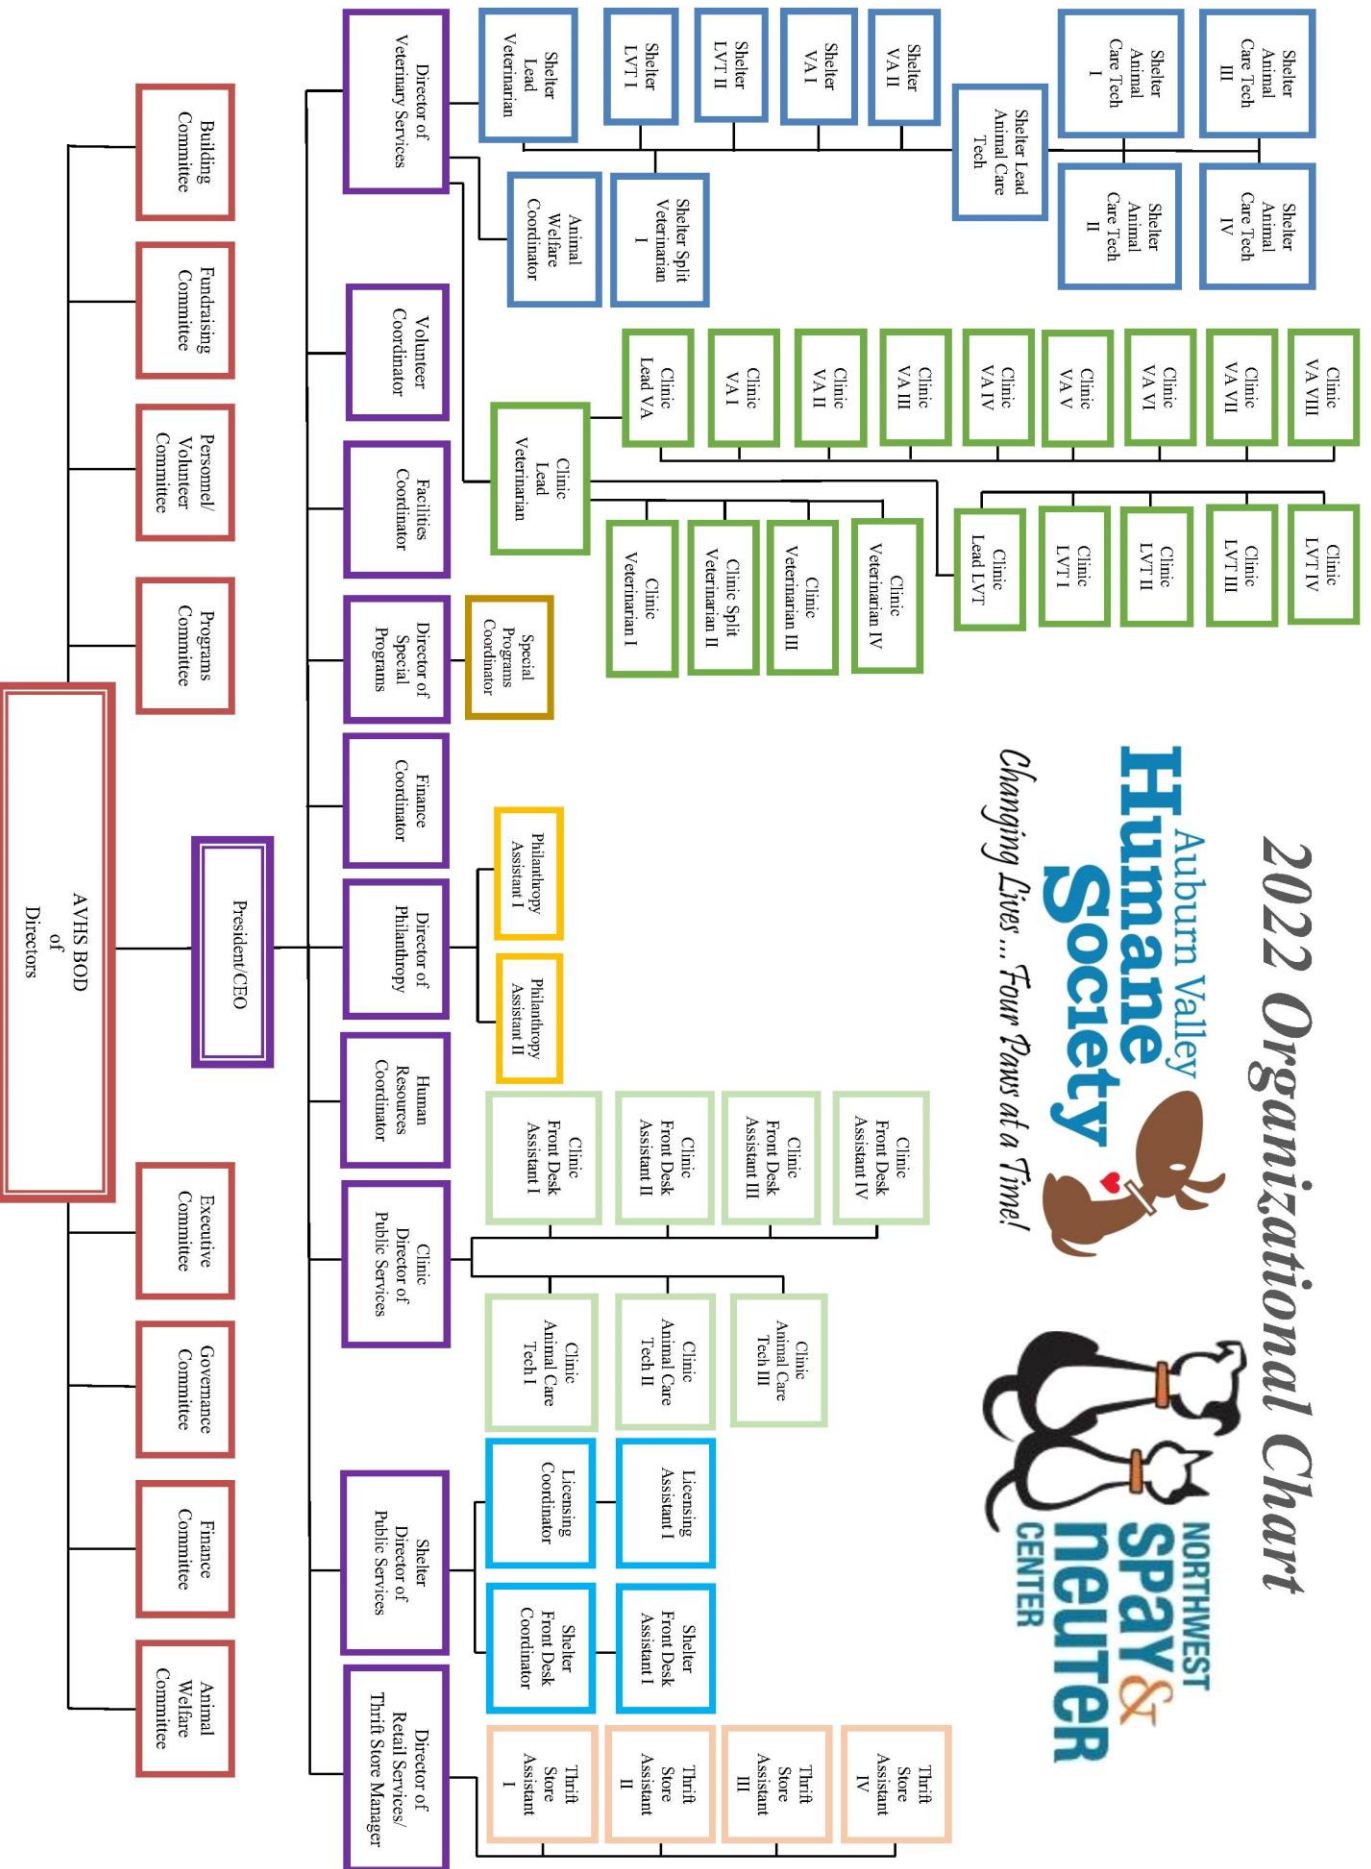 2022 Organizational Chart
Auburn Valley
Humane
Society
Changing Lives... Four Paws at a Time!
NORTHWEST
SPAY &
NEUTER
CENTER
Shelter
Animal
Care Tech
III
Shelter
Animal
Care Tech
IV
Shelter
Animal
Care Tech
I
Shelter
Animal
Care Tech
II
Shelter Lead
Animal Care
Tech
Shelter
VA II
Shelter
VA I
Shelter
LVT II
Shelter
LVT I
Shelter Split
Veterinarian
I
Shelter
Lead
Veterinarian
Animal
Welfare
Coordinator
Clinic
VA VIII
Clinic
VA VII
Clinic
VA VI
Clinic
VA V
Clinic
VA IV
Clinic
VA III
Clinic
VA II
Clinic
VA I
Clinic
Lead VA
Clinic
LVT IV
Clinic
LVT III
Clinic
LVT II
Clinic
LVT I
Clinic
Lead LVT
Clinic
Veterinarian IV
Clinic
Veterinarian III
Clinic Split
Veterinarian II
Clinic
Veterinarian I
Clinic
Lead
Veterinarian
Special
Programs
Coordinator
Philanthropy
Assistant I
Philanthropy
Assistant II
Clinic
Front Desk
Assistant IV
Clinic
Front Desk
Assistant III
Clinic
Front Desk
Assistant II
Clinic
Front Desk
Assistant I
Clinic
Animal Care
Tech III
Clinic
Animal Care
Tech II
Clinic
Animal Care
Tech I
Licensing
Assistant I
Licensing
Coordinator
Shelter
Front Desk
Assistant I
Shelter
Front Desk
Coordinator
Thrift
Store
Assistant
IV
Thrift
Store
Assistant
III
Thrift
Store
Assistant
II
Thrift
Store
Assistant
I
Director of
Veterinary Services
Volunteer
Coordinator
Facilities
Coordinator
Director of
Special
Programs
Finance
Coordinator
Director of
Philanthropy
Human
Resources
Coordinator
Clinic
Director of
Public Services
Shelter
Director of
Public Services
Director of
Retail Services/
Thrift Store Manager
President/CEO
Building
Committee
Fundraising
Committee
Personnel/
Volunteer
Committee
Programs
Committee
Executive
Committee
Governance
Committee
Finance
Committee
Animal
Welfare
Committee
AVHS BOD
of
Directors